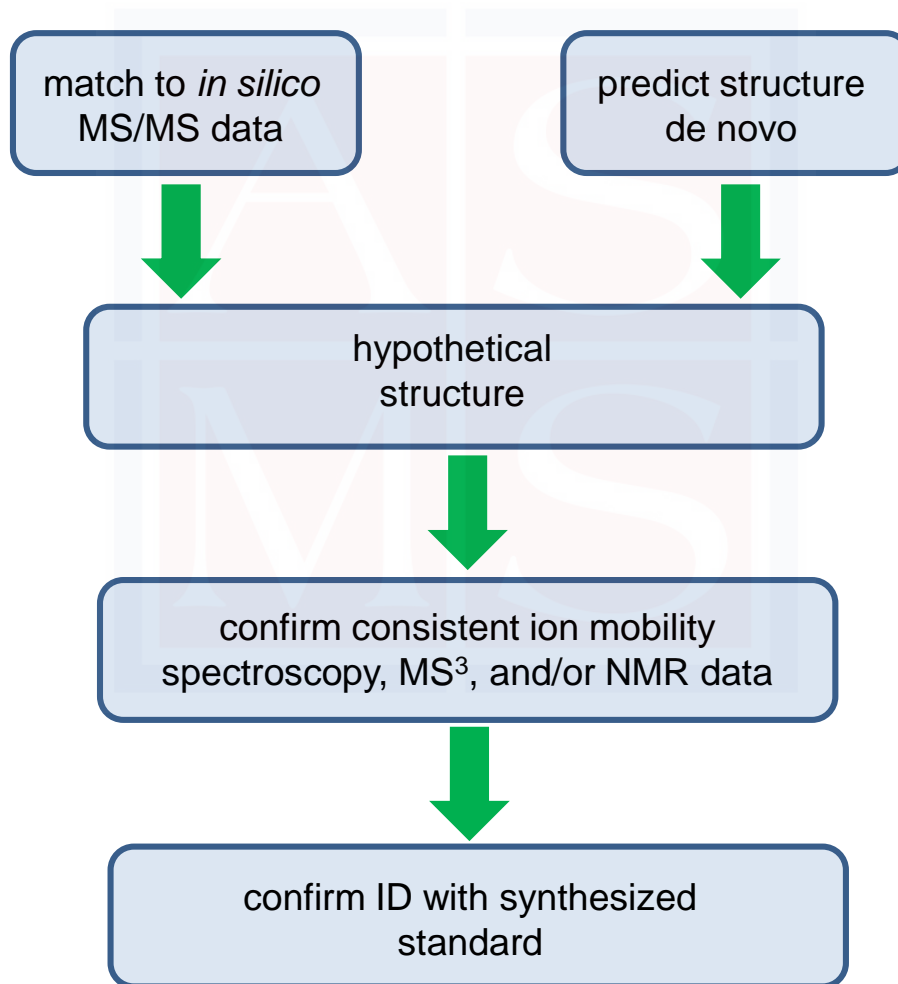 match to in silico
MS/MS data
predict structure
de novo
hypothetical
structure
confirm consistent ion mobility
spectroscopy, MS³, and/or NMR data
confirm ID with synthesized
standard
A S
M S